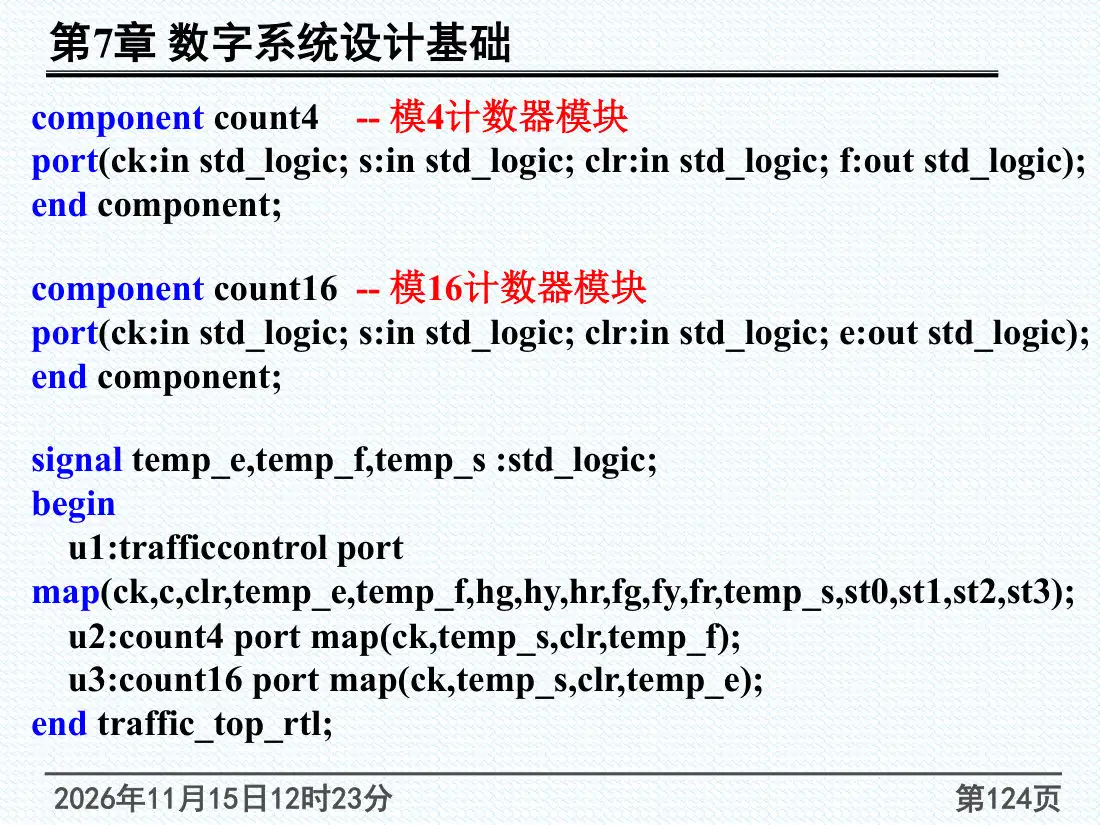 第7章 数字系统设计基础
component count4 -- 模4计数器模块
port(ck:in std_logic; s:in std_logic; clr:in std_logic; f:out std_logic);
end component;
component count16 -- 模16计数器模块
port(ck:in std_logic; s:in std_logic; clr:in std_logic; e:out std_logic);
end component;
signal temp_e,temp_f,temp_s :std_logic;
begin
u1:trafficcontrol port
map(ck,c,clr,temp_e,temp_f,hg,hy,hr,fg,fy,fr,temp_s,st0,st1,st2,st3);
u2:count4 port map(ck,temp_s,clr,temp_f);
u3:count16 port map(ck,temp_s,clr,temp_e);
end traffic_top_rtl;
2026年11月15日12时23分
第124页